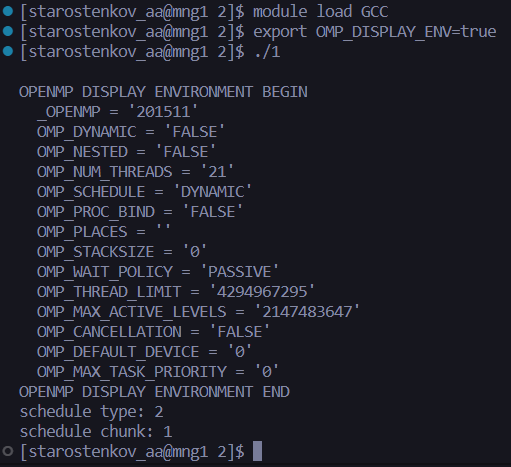 [starostenkov_aa@mng1 2]$ module load GCC
[starostenkov_aa@mng1 2]$ export OMP_DISPLAY_ENV=true
[starostenkov_aa@mng1 2]$ ./1

OPENMP DISPLAY ENVIRONMENT BEGIN
  _OPENMP = '201511'
  OMP_DYNAMIC = 'FALSE'
  OMP_NESTED = 'FALSE'
  OMP_NUM_THREADS = '21'
  OMP_SCHEDULE = 'DYNAMIC'
  OMP_PROC_BIND = 'FALSE'
  OMP_PLACES = ''
  OMP_STACKSIZE = '0'
  OMP_WAIT_POLICY = 'PASSIVE'
  OMP_THREAD_LIMIT = '4294967295'
  OMP_MAX_ACTIVE_LEVELS = '2147483647'
  OMP_CANCELLATION = 'FALSE'
  OMP_DEFAULT_DEVICE = '0'
  OMP_MAX_TASK_PRIORITY = '0'
OPENMP DISPLAY ENVIRONMENT END
schedule type: 2
schedule chunk: 1
[starostenkov_aa@mng1 2]$